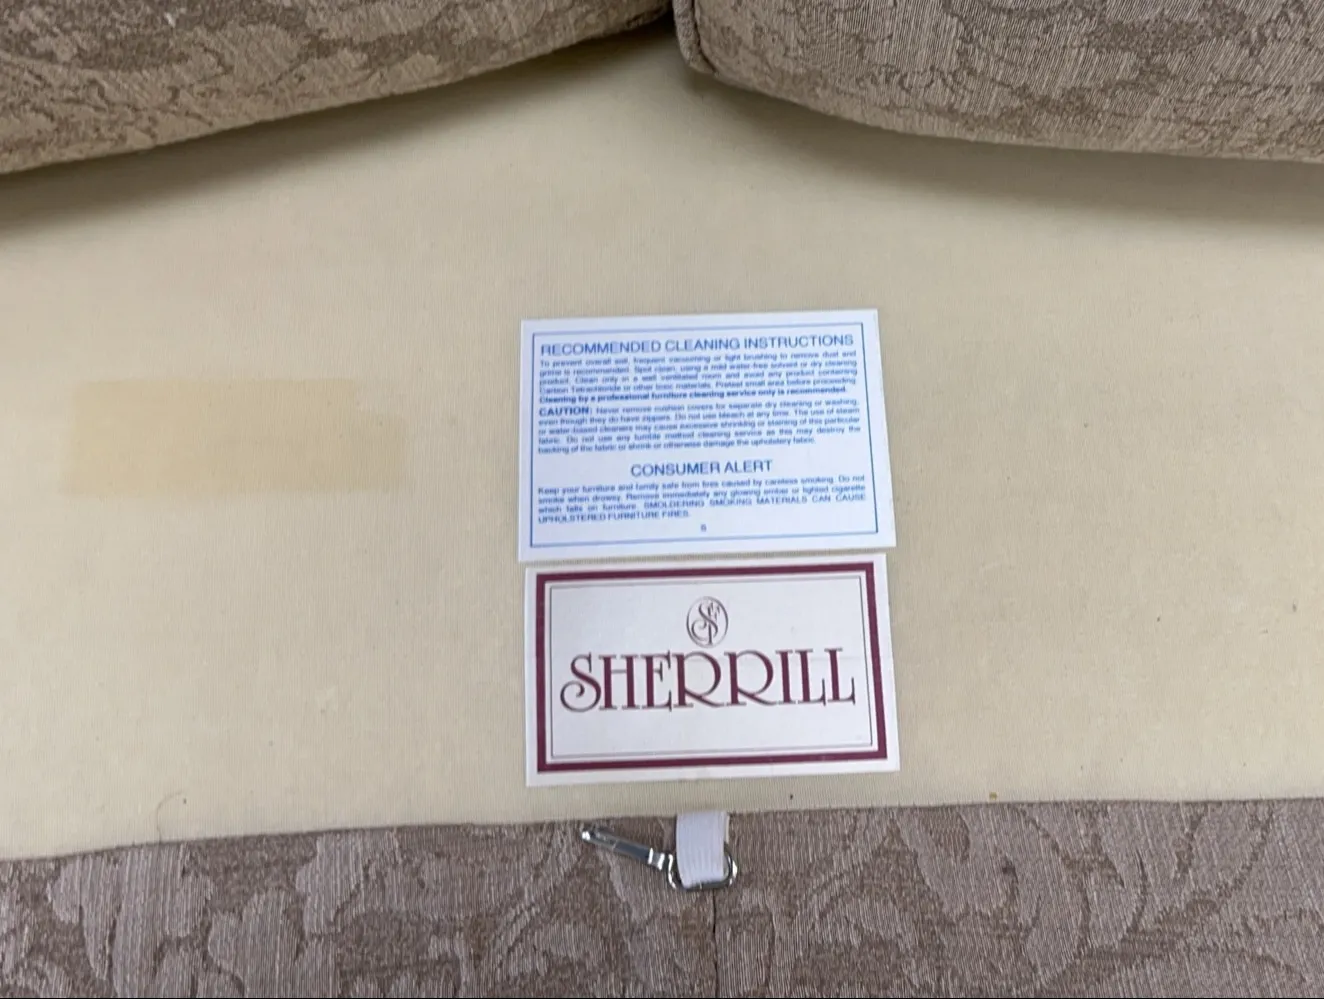 RECOMMENDED CLEANING INSTRUCTIONS
To prevent overall soil, frequent vacuuming or light brushing to remove dust and
grime is recommended. Spot clean, using a mild water-free solvent or dry cleaning
product. Clean only in a well ventilated room and avoid any product containing
Carbon Tetrachloride or other toxic materials. Pretest small area before proceeding.
Cleaning by a professional furniture cleaning service only is recommended.
CAUTION: Never remove cushion covers for separate dry cleaning or washing,
even though they do have zippers. Do not use bleach at any time. The use of steam
or water-based cleaners may cause excessive shrinking or staining of this particular
fabric. Do not use any tumble method cleaning service as this may destroy the
backing of the fabric or shrink or otherwise damage the upholstery fabric.
CONSUMER ALERT
Keep your furniture and family safe from fires caused by careless smoking. Do not
smoke when drowsy. Remove immediately any glowing ember or lighted cigarette
which falls on furniture. SMOLDERING SMOKING MATERIALS CAN CAUSE
UPHOLSTERED FURNITURE FIRES.
S
SHERRILL